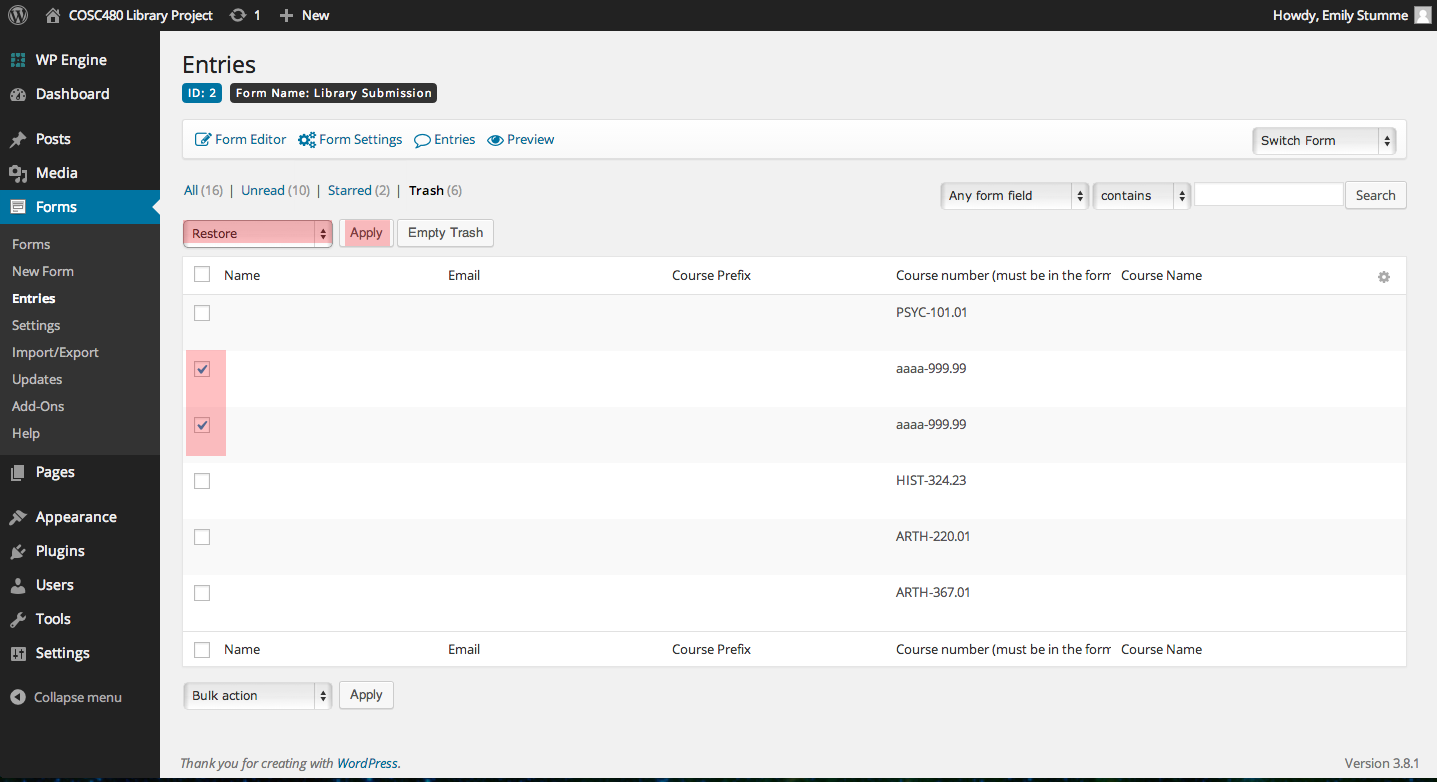 COSC480 Library Project 1 New Howdy, Emily Stumme
WP Engine
Dashboard
Posts
Media
Forms
Forms
New Form
Entries
Settings
Import/Export
Updates
Add-Ons
Help
Pages
Appearance
Plugins
Users
Tools
Settings
Collapse menu
Entries
ID: 2 Form Name: Library Submission
Form Editor Form Settings Entries Preview Switch Form
All (16) | Unread (10) | Starred (2) | Trash (6)
Any form field contains Search
Restore Apply Empty Trash
Name Email Course Prefix Course number (must be in the form Course Name
PSYC-101.01
aaaa-999.99
aaaa-999.99
HIST-324.23
ARTH-220.01
ARTH-367.01
Name Email Course Prefix Course number (must be in the form Course Name
Bulk action Apply
Thank you for creating with WordPress. Version 3.8.1